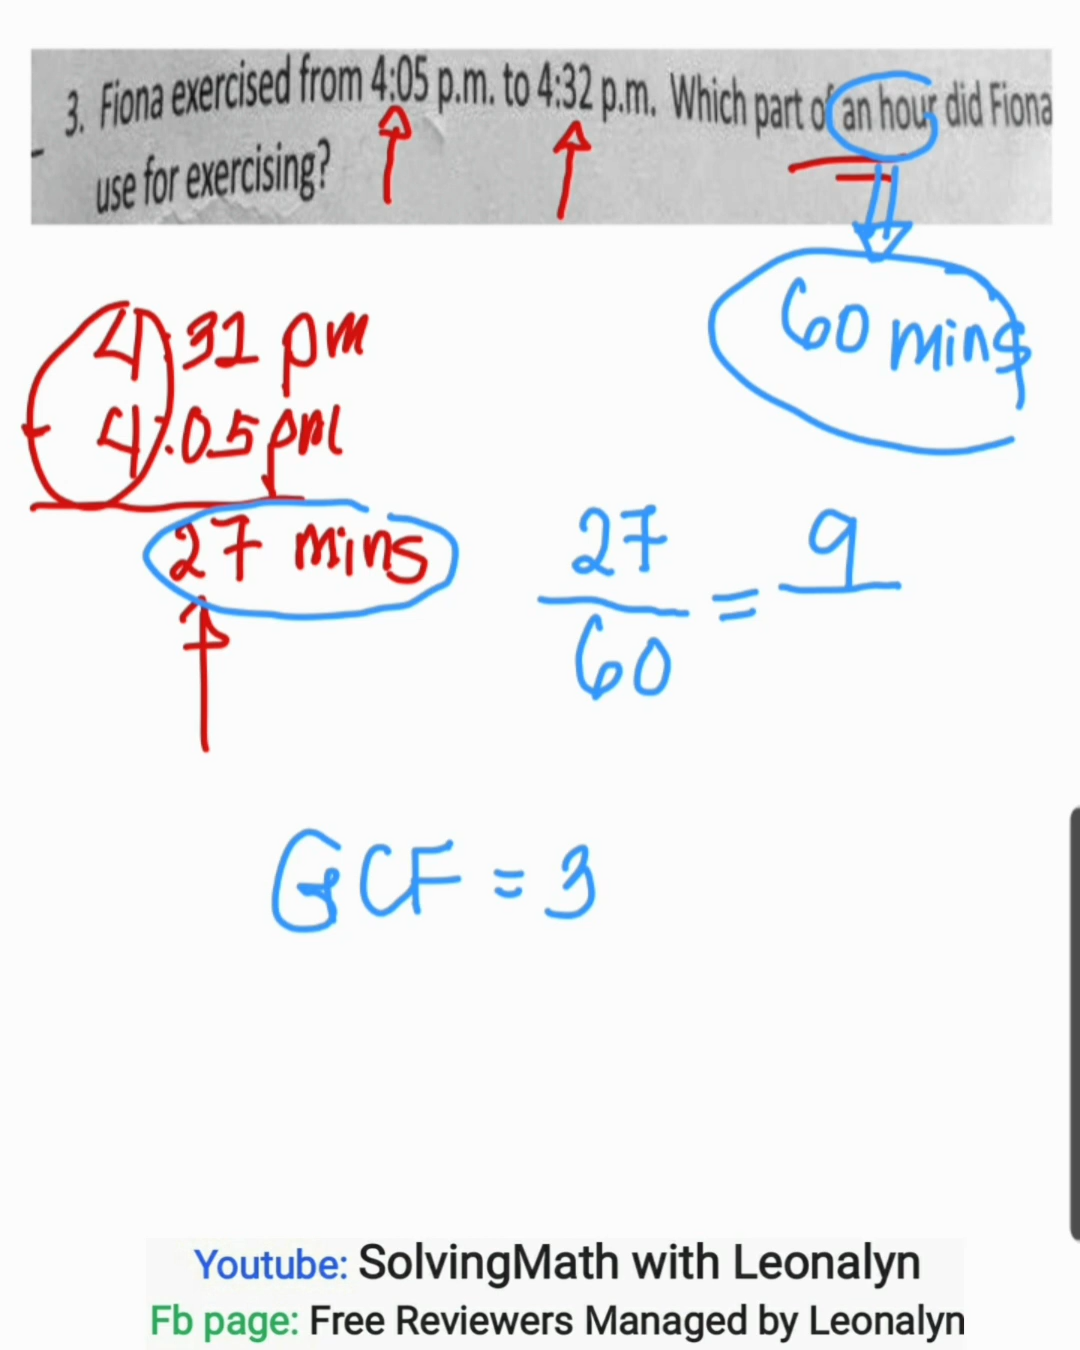 3. Fiona exercised from 4:05 p.m. to 4:32 p.m. Which part of an hour did Fiona
use for exercising?
60 mins
4:31 pm
- 4:05 pm
27 mins
27/60 = 9
GCF = 3
Youtube: SolvingMath with Leonalyn
Fb page: Free Reviewers Managed by Leonalyn